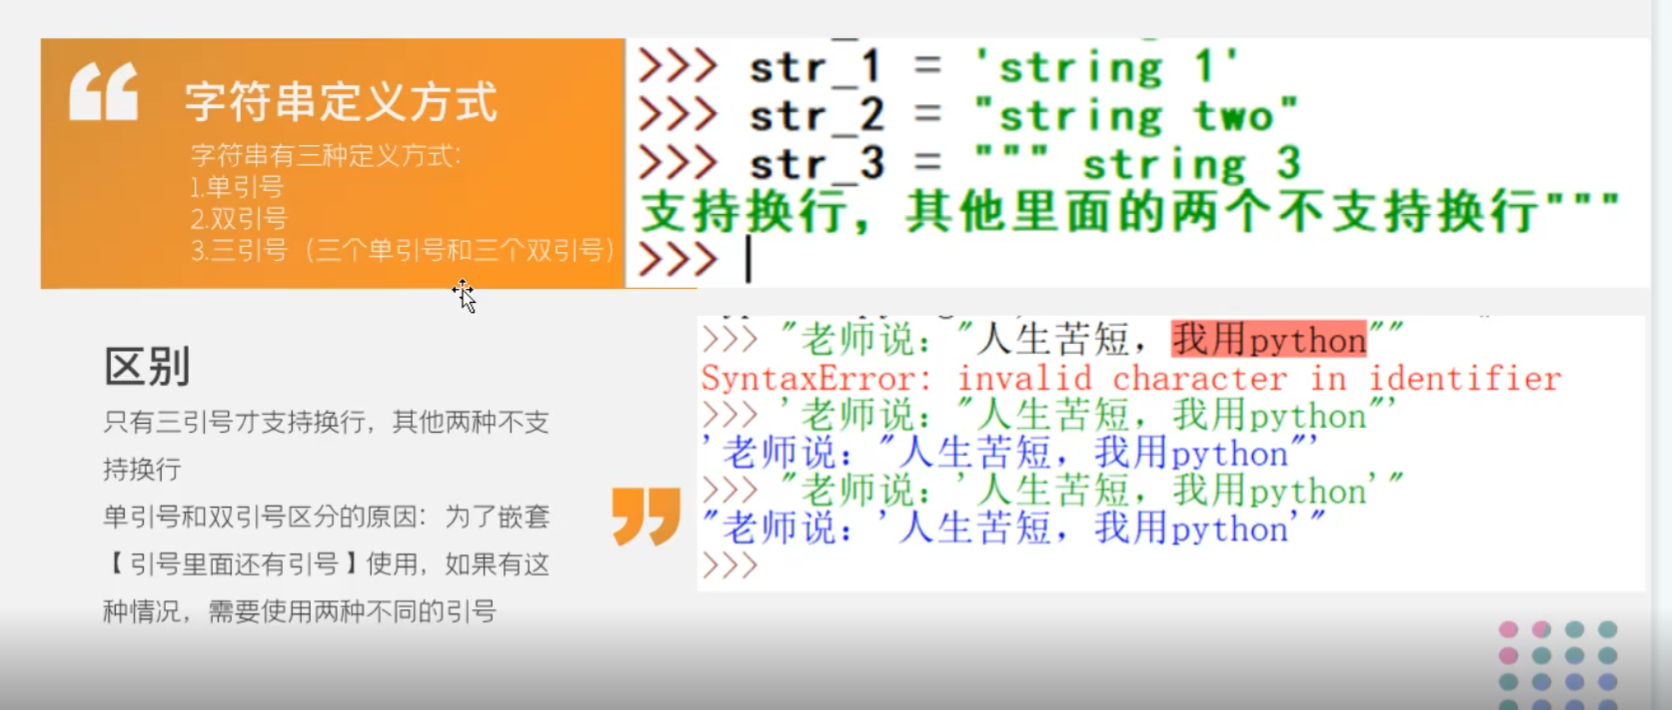 字符串定义方式
字符串有三种定义方式：
1.单引号
2.双引号
3.三引号（三个单引号和三个双引号）
>>> str_1 = 'string 1'
>>> str_2 = "string two"
>>> str_3 = """ string 3
支持换行，其他里面的两个不支持换行"""
>>>
区别
只有三引号才支持换行，其他两种不支
持换行
单引号和双引号区分的原因：为了嵌套
【引号里面还有引号】使用，如果有这
种情况，需要使用两种不同的引号
>>> "老师说："人生苦短，我用python""
SyntaxError: invalid character in identifier
>>> '老师说："人生苦短，我用python"'
'老师说："人生苦短，我用python"'
>>> "老师说：'人生苦短，我用python'"
"老师说：'人生苦短，我用python'"
>>>